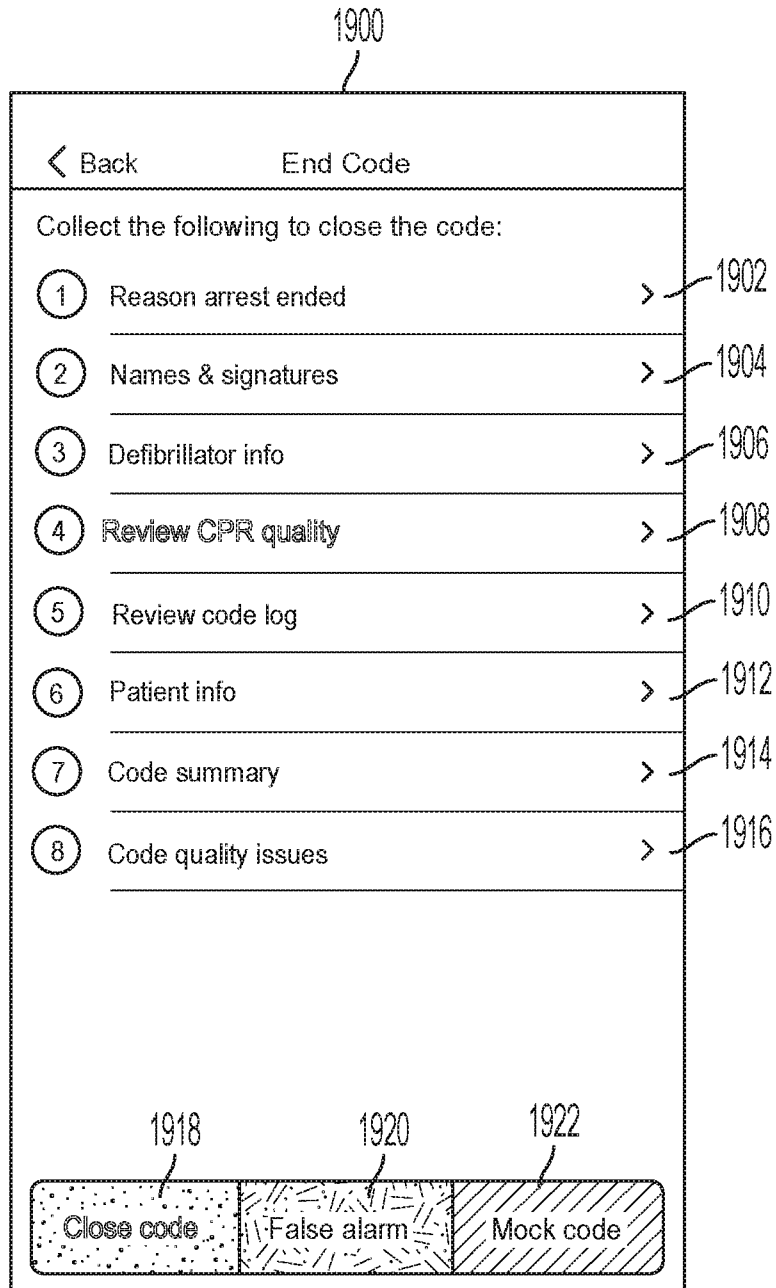 1900
Back End Code
Collect the following to close the code:
1 Reason arrest ended 1902
2 Names & signatures 1904
3 Defibrillator info 1906
4 Review CPR quality 1908
5 Review code log 1910
6 Patient info 1912
7 Code summary 1914
8 Code quality issues 1916
1918 1920 1922
Close code False alarm Mock code